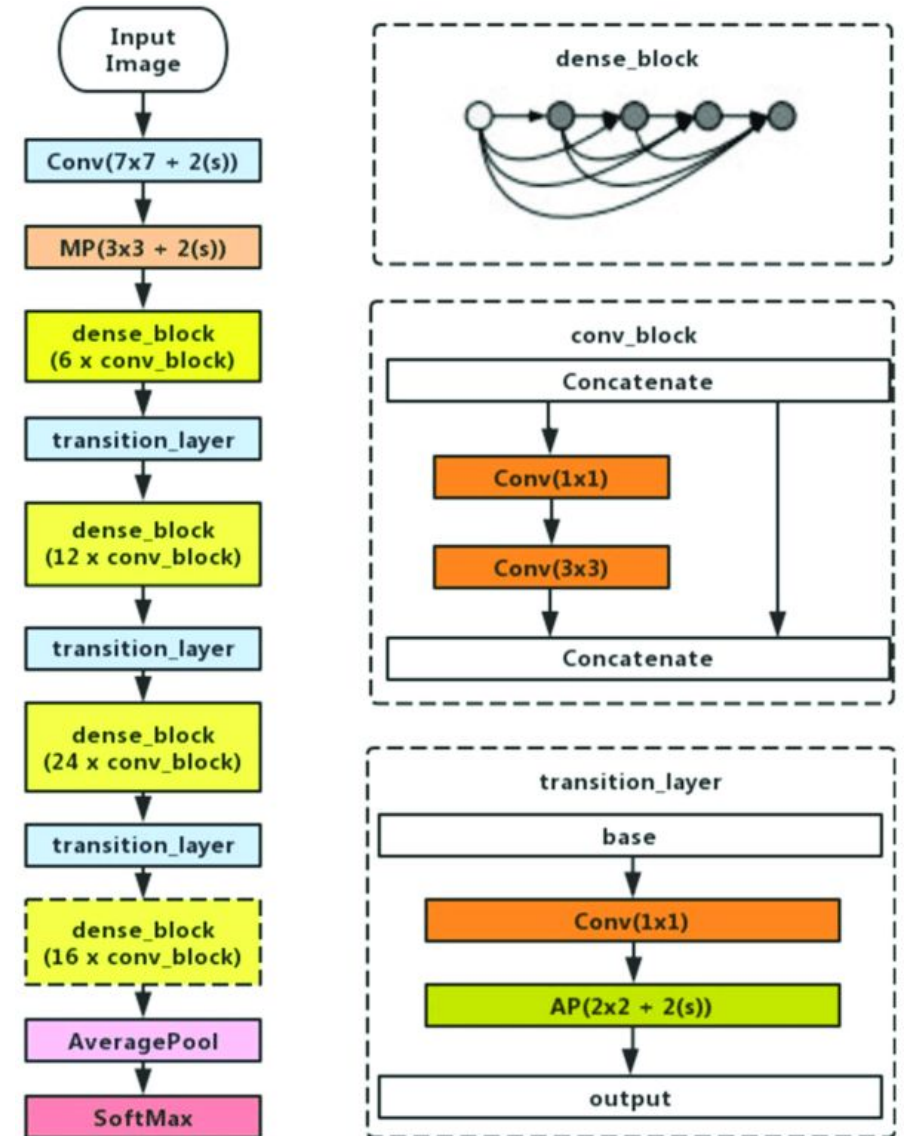 Input
Image
Conv(7x7 + 2(s))
MP(3x3 + 2(s))
dense_block
(6 x conv_block)
transition_layer
dense_block
(12 x conv_block)
transition_layer
dense_block
(24 x conv_block)
transition_layer
dense_block
(16 x conv_block)
AveragePool
SoftMax
dense_block
conv_block
Concatenate
Conv(1x1)
Conv(3x3)
Concatenate
transition_layer
base
Conv(1x1)
AP(2x2 + 2(s))
output